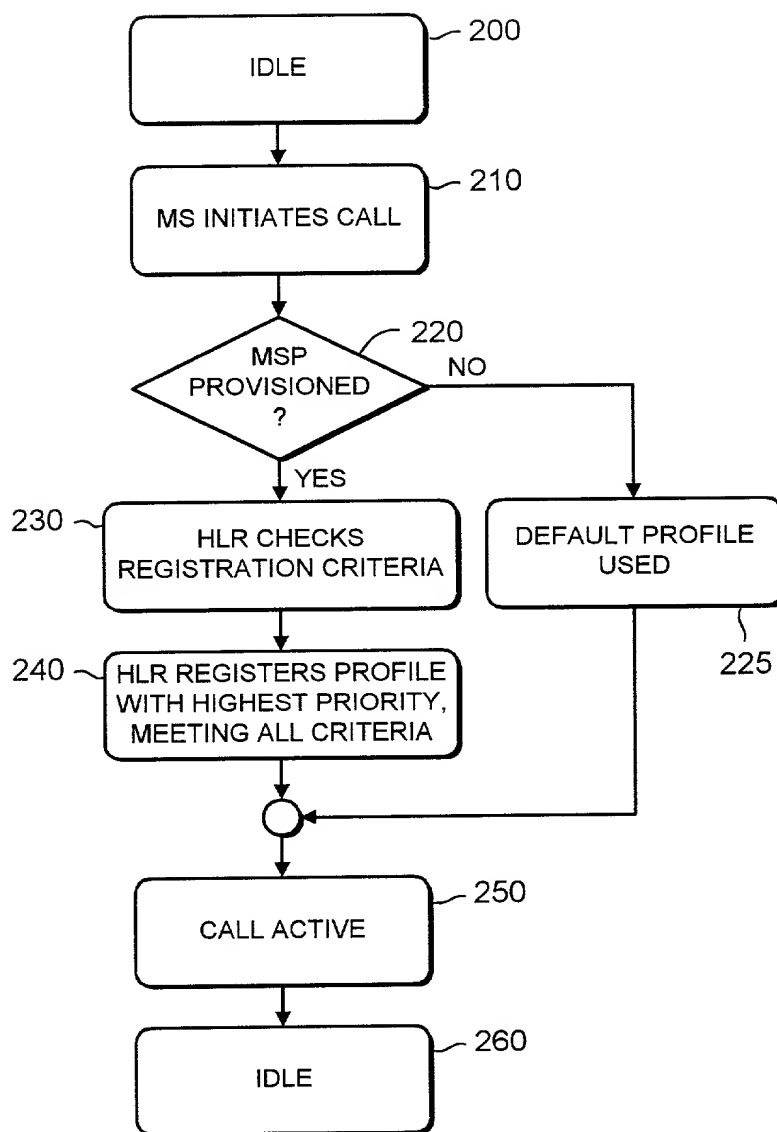 IDLE
200
MS INITIATES CALL
210
MSP
PROVISIONED
?
220
NO
YES
230
HLR CHECKS
REGISTRATION CRITERIA
DEFAULT PROFILE
USED
225
240
HLR REGISTERS PROFILE
WITH HIGHEST PRIORITY,
MEETING ALL CRITERIA
CALL ACTIVE
250
IDLE
260